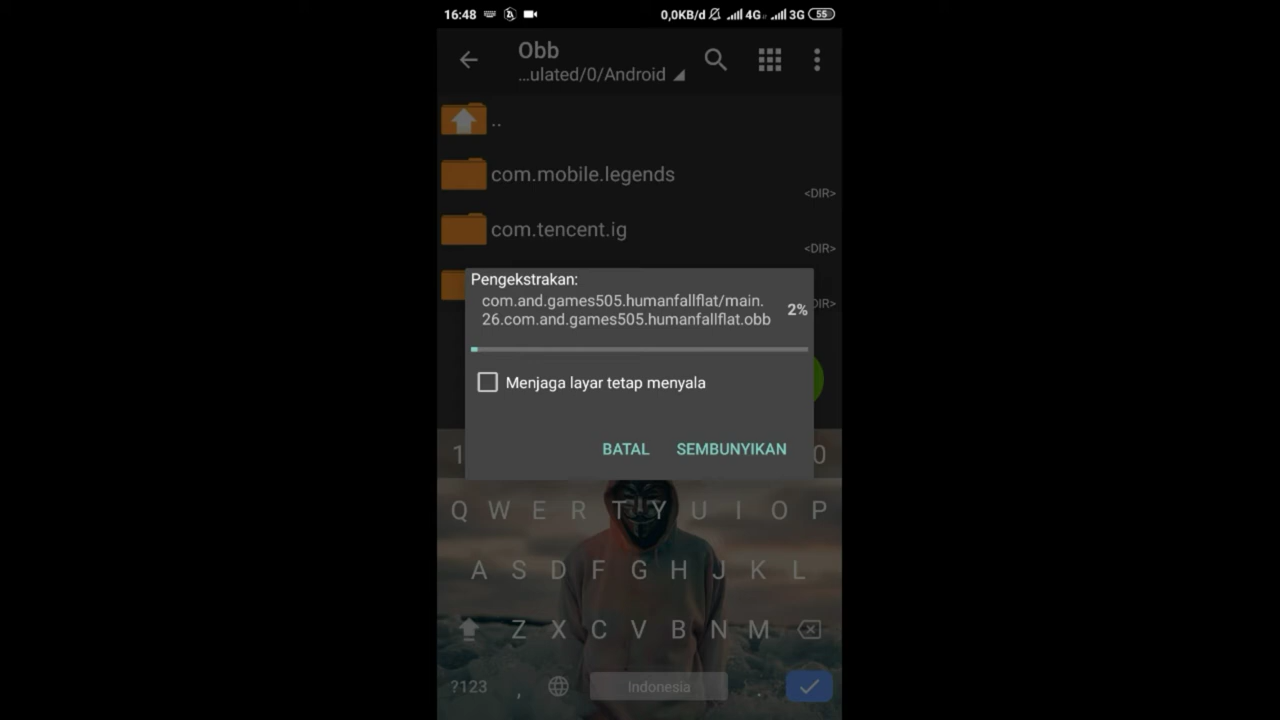 16:48 0,0KB/d 4G 3G 55
Obb
...ulated/0/Android
..
com.mobile.legends
<DIR>
com.tencent.ig
<DIR>
DIR>
Pengekstrakan:
com.and.games505.humanfallflat/main.
26.com.and.games505.humanfallflat.obb
2%
Menjaga layar tetap menyala
BATAL SEMBUNYIKAN
1 0
Q W E R T Y U I O P
A S D F G H J K L
Z X C V B N M
?123 , Indonesia .